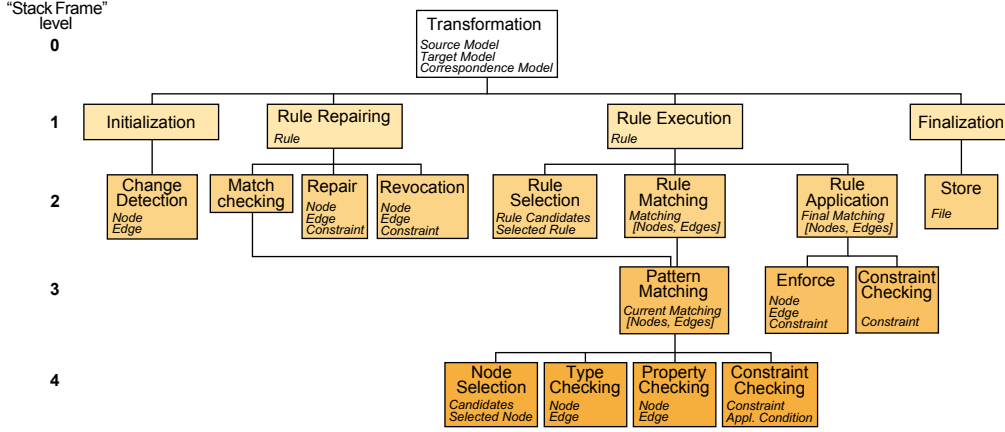 “Stack Frame”
level
0
Transformation
Source Model
Target Model
Correspondence Model
1
Initialization
Rule Repairing
Rule
Rule Execution
Rule
Finalization
2
Change
Detection
Node
Edge
Match
checking
Repair
Node
Edge
Constraint
Revocation
Node
Edge
Constraint
Rule
Selection
Rule Candidates
Selected Rule
Rule
Matching
Matching
[Nodes, Edges]
Rule
Application
Final Matching
[Nodes, Edges]
Store
File
3
Pattern
Matching
Current Matching
[Nodes, Edges]
Enforce
Node
Edge
Constraint
Constraint
Checking
Constraint
4
Node
Selection
Candidates
Selected Node
Type
Checking
Node
Edge
Property
Checking
Node
Edge
Constraint
Checking
Constraint
Appl. Condition